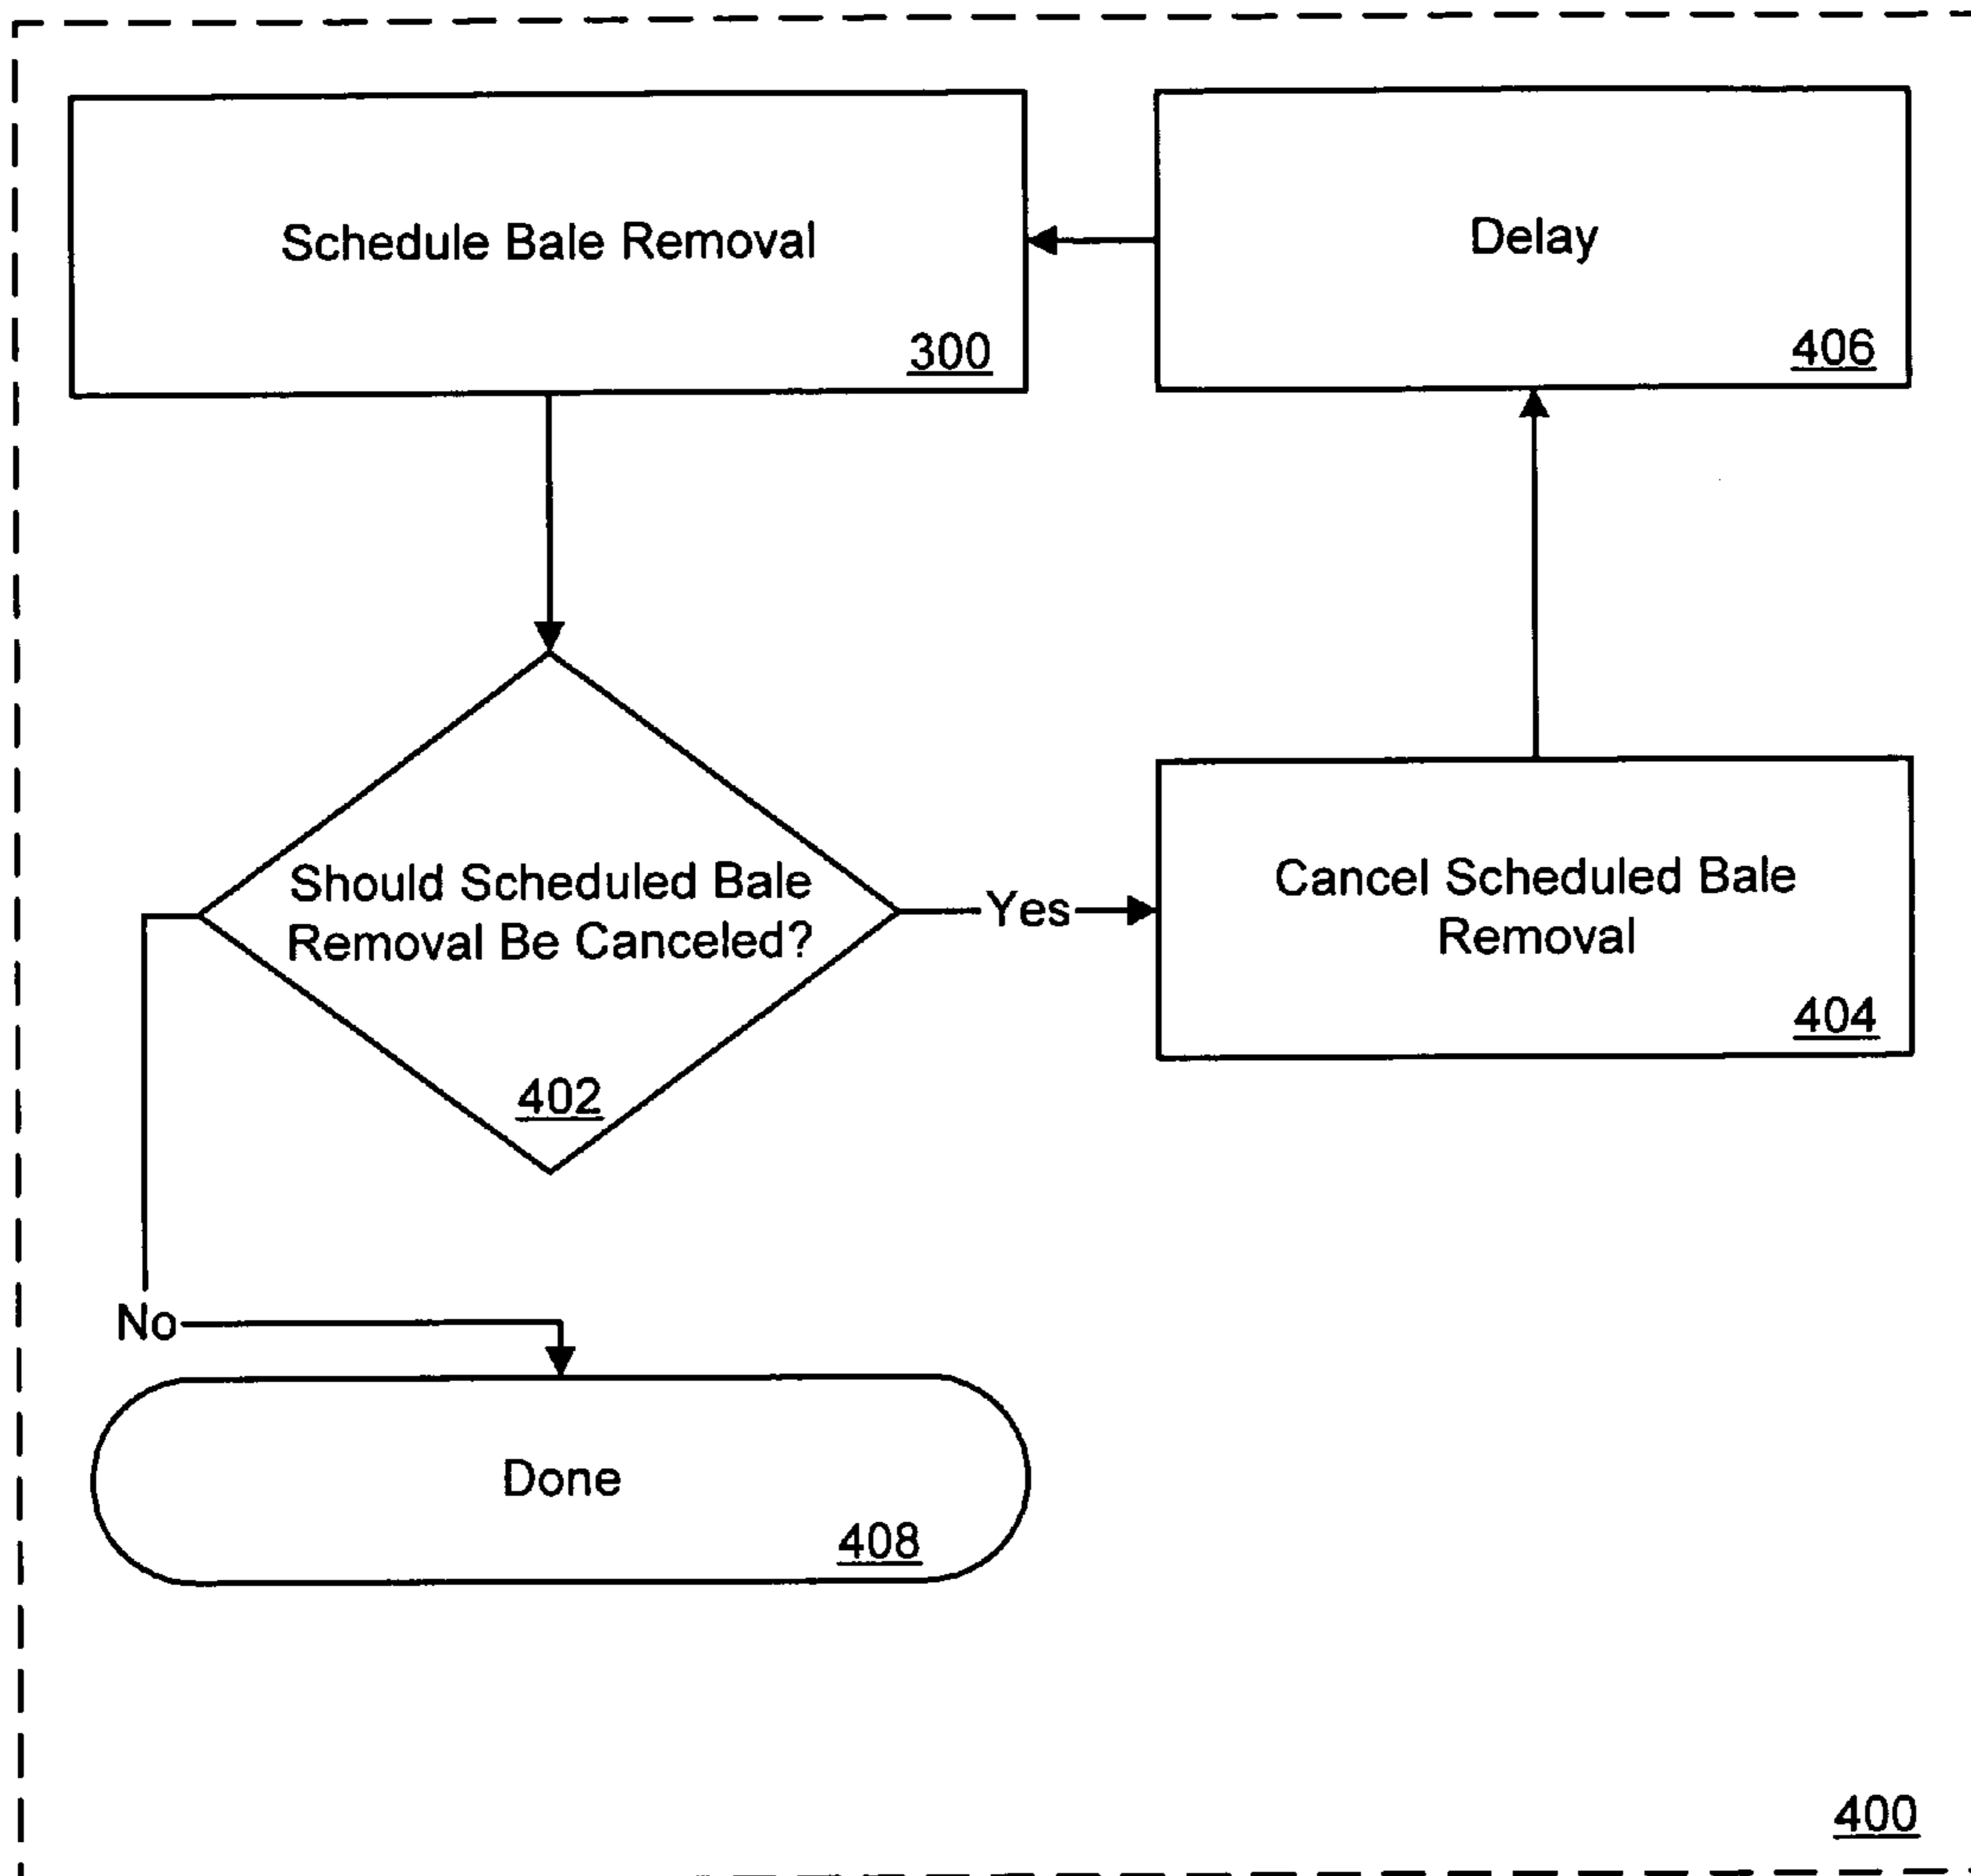 Schedule Bale Removal
300
Delay
406
Should Scheduled Bale
Removal Be Canceled?
402
Yes
Cancel Scheduled Bale
Removal
404
No
Done
408
400